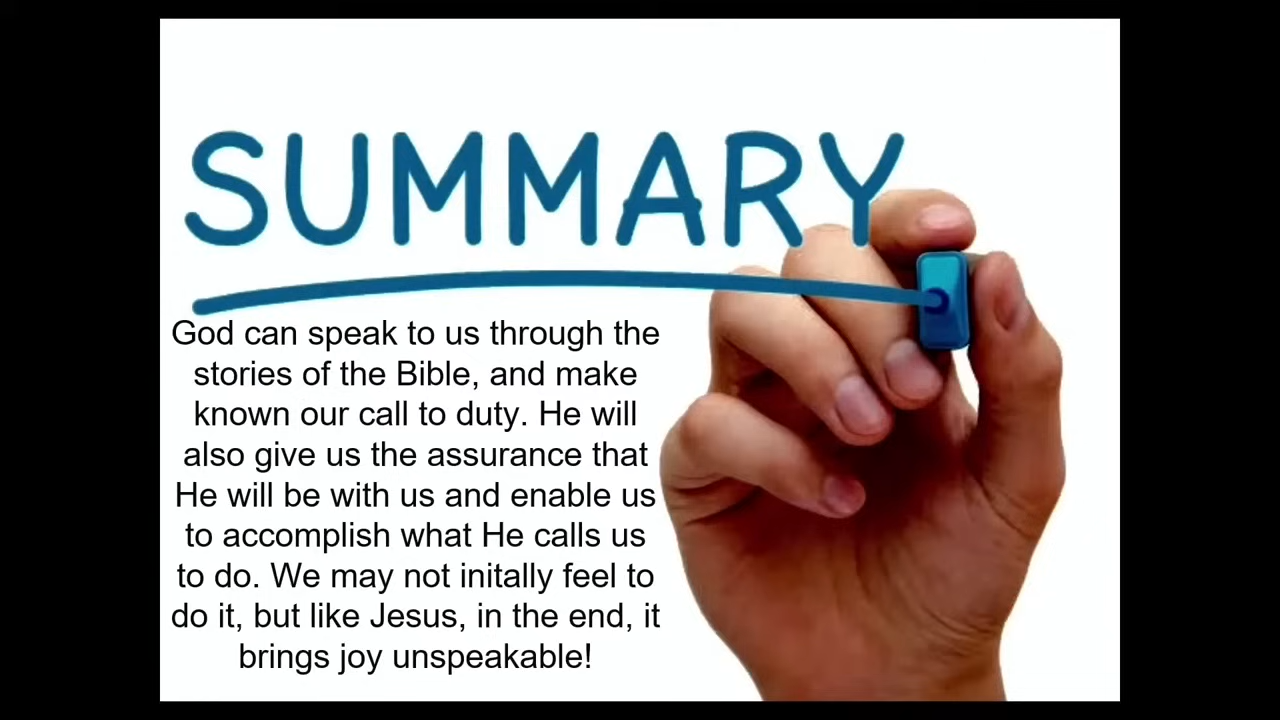 SUMMARY
God can speak to us through the
stories of the Bible, and make
known our call to duty. He will
also give us the assurance that
He will be with us and enable us
to accomplish what He calls us
to do. We may not initally feel to
do it, but like Jesus, in the end, it
brings joy unspeakable!